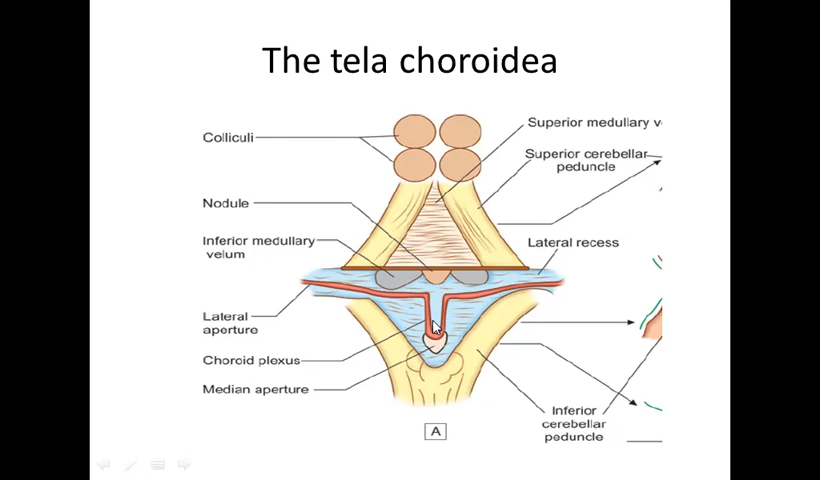 The tela choroidea
Colliculi
Superior medullary
Superior cerebellar
peduncle
Nodule
Inferior medullary
velum
Lateral recess
Lateral
aperture
Choroid plexus
Median aperture
Inferior
cerebellar
peduncle
A